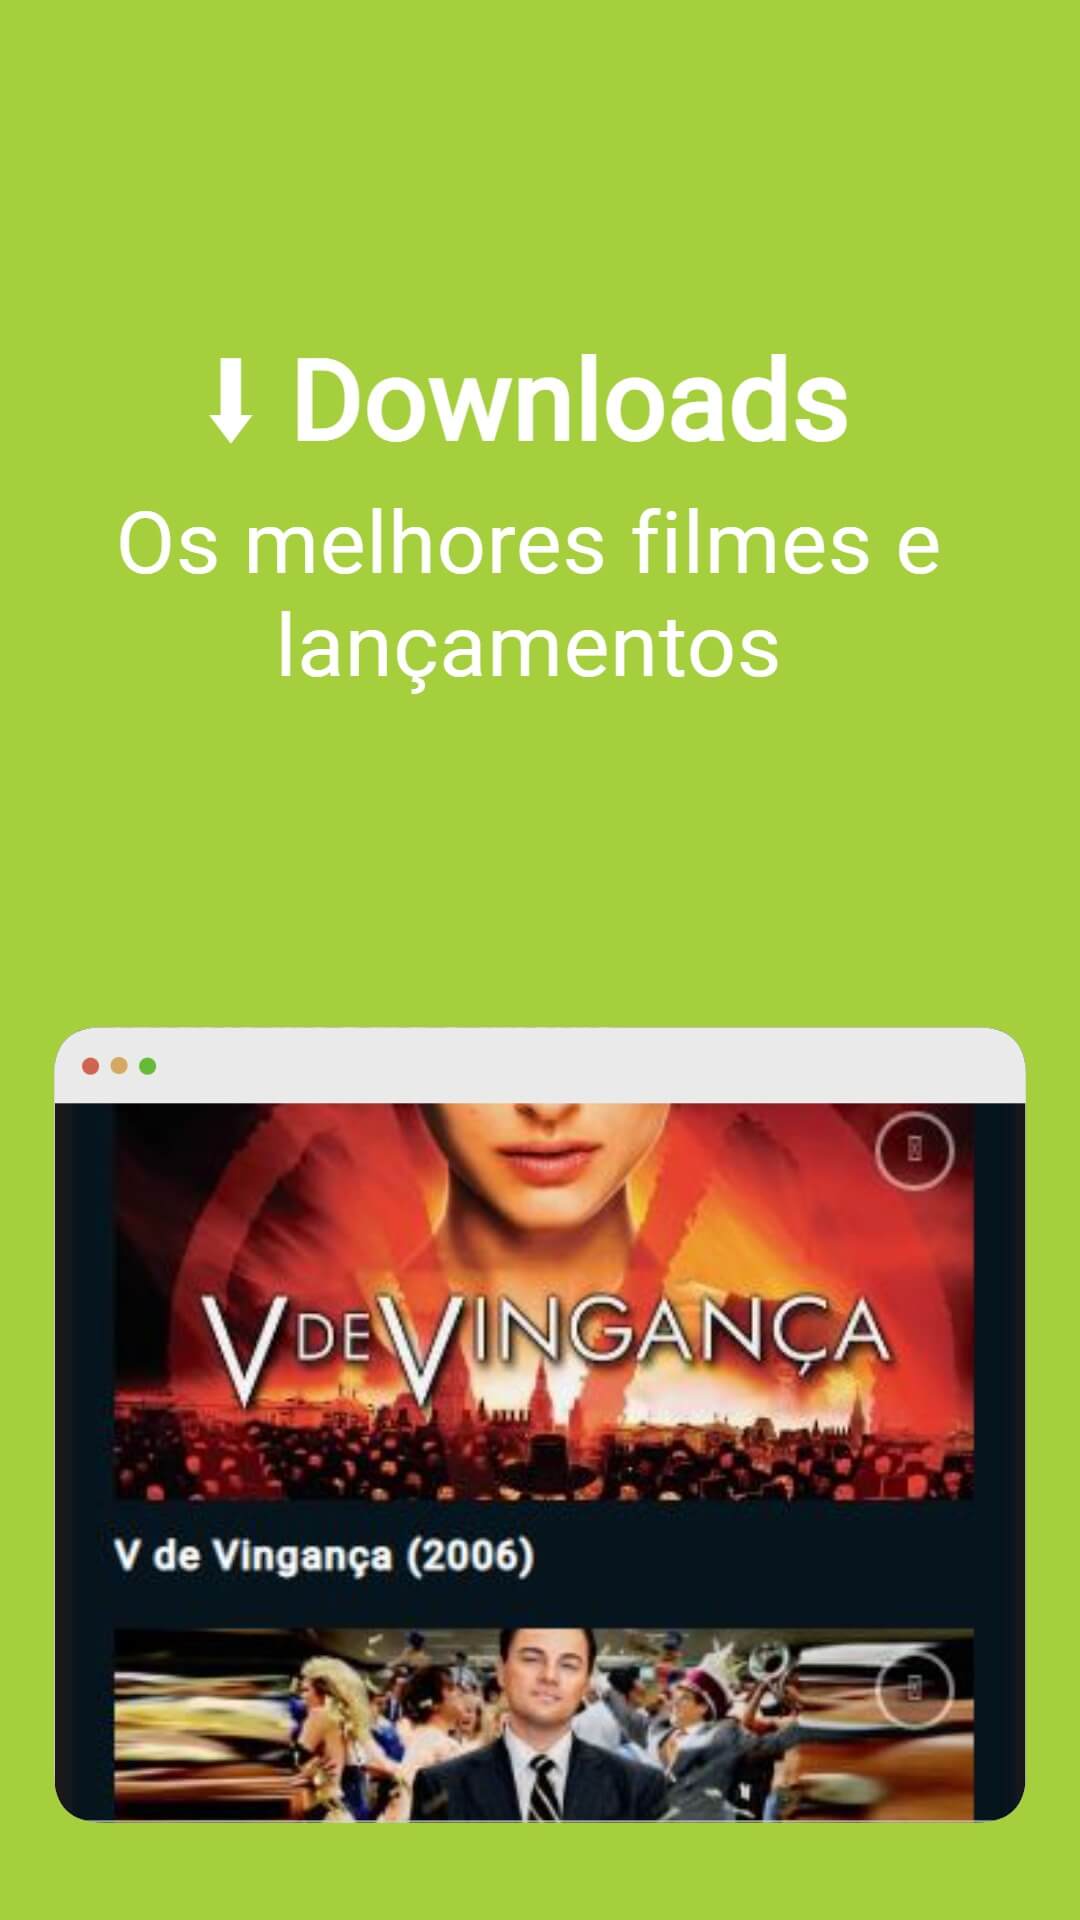 ⬇ Downloads
Os melhores filmes e
lançamentos
V DE VINGANÇA
V de Vingança (2006)